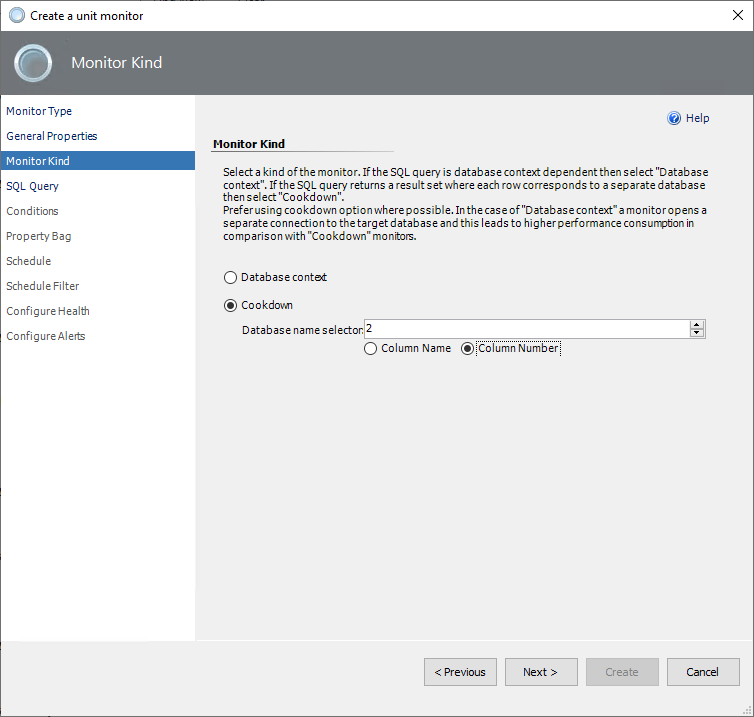 Create a unit monitor
Monitor Kind
Monitor Type
General Properties
Monitor Kind
SQL Query
Conditions
Property Bag
Schedule
Schedule Filter
Configure Health
Configure Alerts
Help
Monitor Kind
Select a kind of the monitor. If the SQL query is database context dependent then select "Database
context". If the SQL query returns a result set where each row corresponds to a separate database
then select "Cookdown".
Prefer using cookdown option where possible. In the case of "Database context" a monitor opens a
separate connection to the target database and this leads to higher performance consumption in
comparison with "Cookdown" monitors.
Database context
Cookdown
Database name selector: 2
Column Name Column Number
< Previous Next > Create Cancel